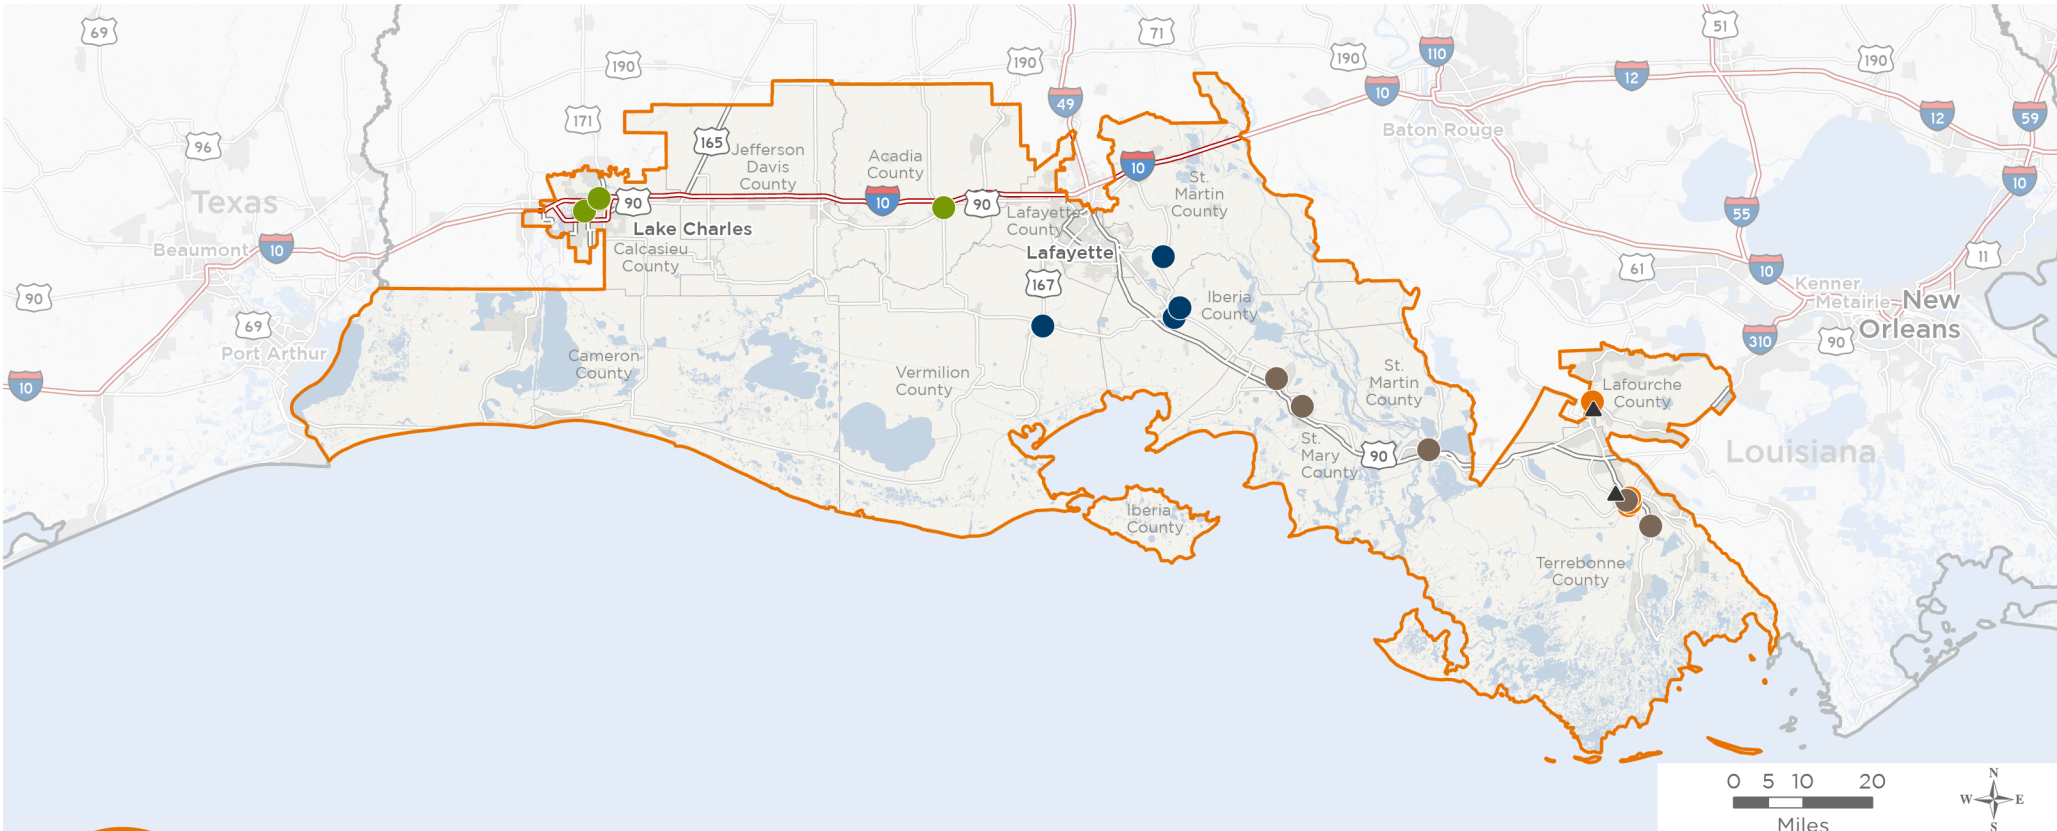 69
71
51
190
190
190
190
110
12
10
49
12
59
171
Baton Rouge
96
165
Jefferson
Davis
County
Acadia
County
10
St.
Martin
County
10
Texas
90
10
90
Lafayette
County
55
Lake Charles
Beaumont
10
Calcasieu
County
Lafayette
61
10
11
167
90
Kenner
Metairie
New
Orleans
Iberia
County
69
310
90
Port Arthur
Cameron
County
10
Vermilion
County
St.
Martin
County
Lafourche
County
St.
Mary
County
90
Louisiana
Iberia
County
Terrebonne
County
0 5 10 20
Miles
N
W E
S